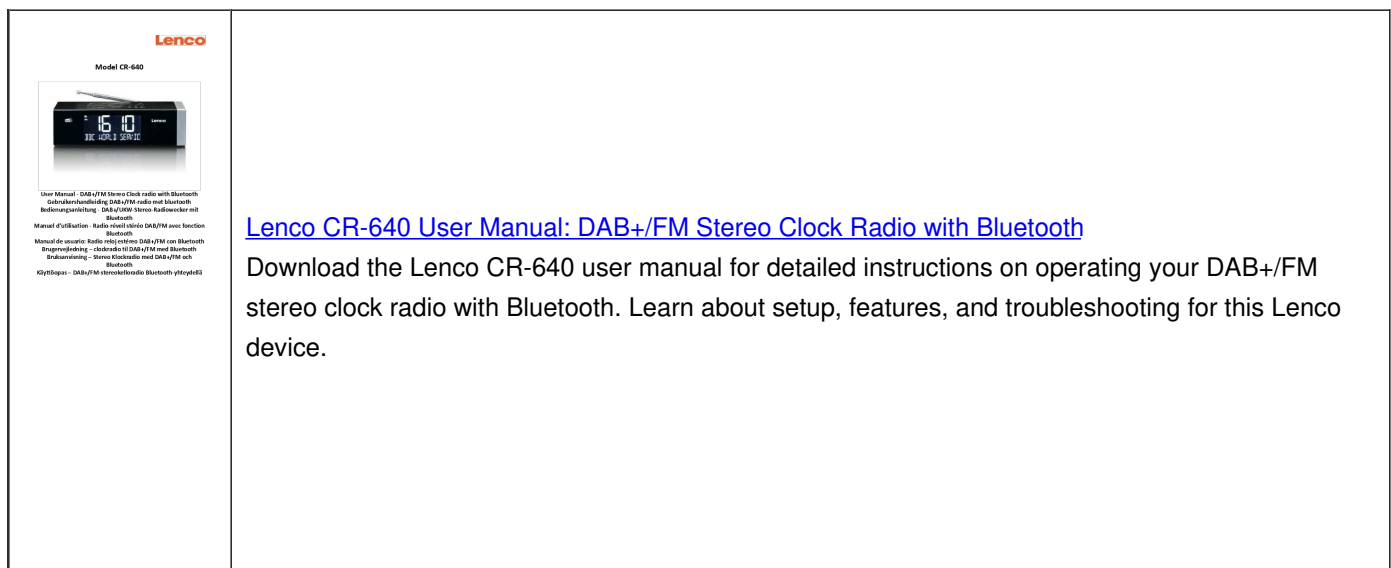 Lenco
Model CR-640
16 10
Lenco
User Manual - DAB+/FM Stereo Clock radio with Bluetooth
Gebruikershandleiding DAB+/FM-radio met bluetooth
Bedienungsanleitung - DAB+/UKW-Stereo-Radiowecker mit
Bluetooth
Manuel d'utilisation - Radio-réveil stéréo DAB/FM avec fonction
Bluetooth
Manual de usuario: Radio reloj estéreo DAB+/FM con Bluetooth
Brugervejledning – clockradio til DAB+/FM med Bluetooth
Bruksanvisning – Stereo Klockradio med DAB+/FM och
Bluetooth
Käyttöopas – DAB+/FM-stereokelloradio Bluetooth-yhteydellä
Lenco CR-640 User Manual: DAB+/FM Stereo Clock Radio with Bluetooth
Download the Lenco CR-640 user manual for detailed instructions on operating your DAB+/FM
stereo clock radio with Bluetooth. Learn about setup, features, and troubleshooting for this Lenco
device.